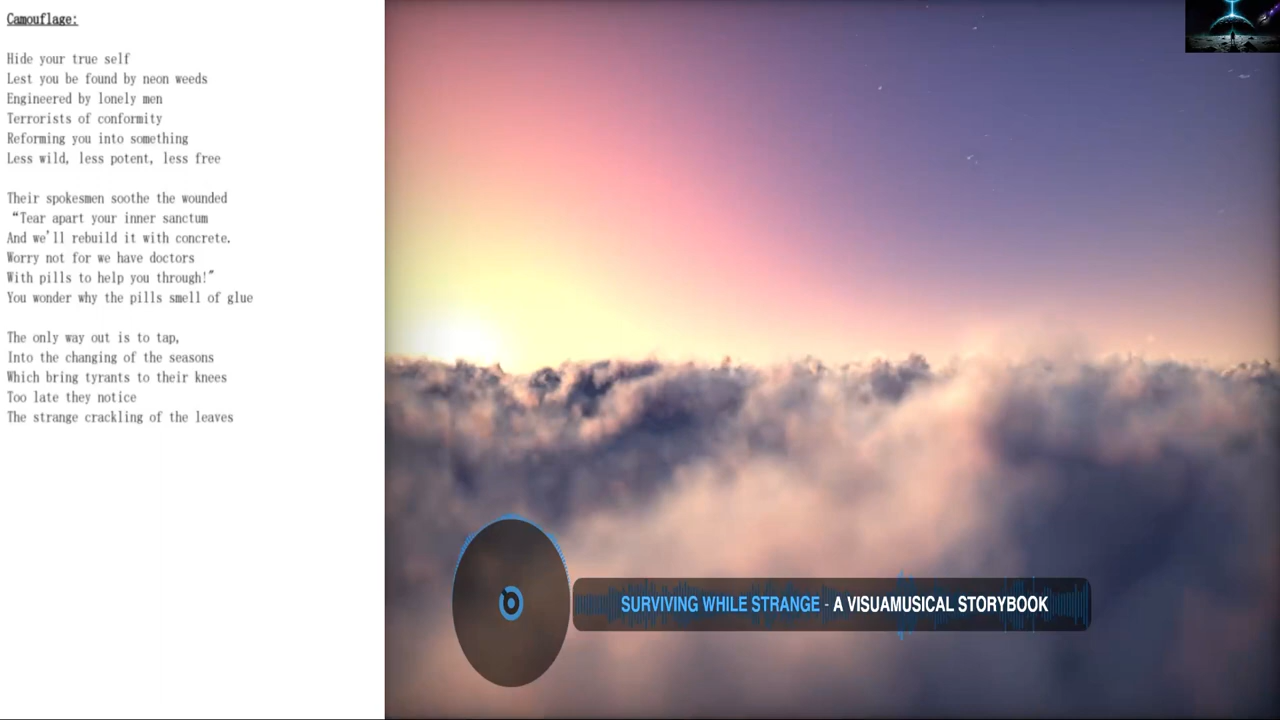 Camouflage:
Hide your true self
Lest you be found by neon weeds
Engineered by lonely men
Terrorists of conformity
Reforming you into something
Less wild, less potent, less free
Their spokesmen soothe the wounded
“Tear apart your inner sanctum
And we'll rebuild it with concrete.
Worry not for we have doctors
With pills to help you through!”
You wonder why the pills smell of glue
The only way out is to tap,
Into the changing of the seasons
Which bring tyrants to their knees
Too late they notice
The strange crackling of the leaves
SURVIVING WHILE STRANGE - A VISUAMUSICAL STORYBOOK